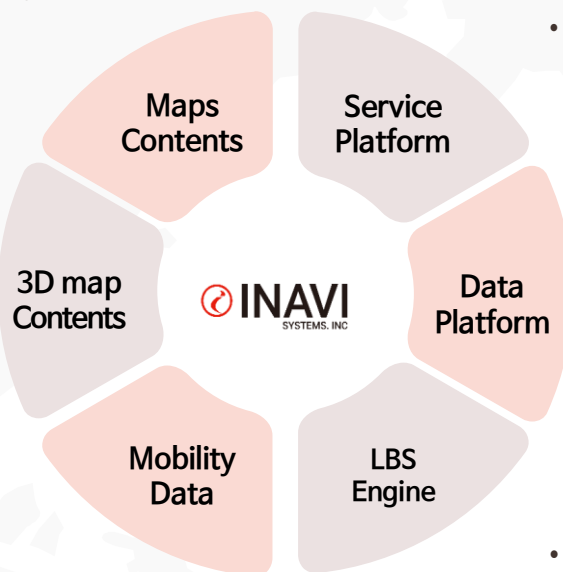 Maps
Contents
Service
Platform
3D map
Contents
INAVI
SYSTEMS. INC
Data
Platform
Mobility
Data
LBS
Engine
•
•